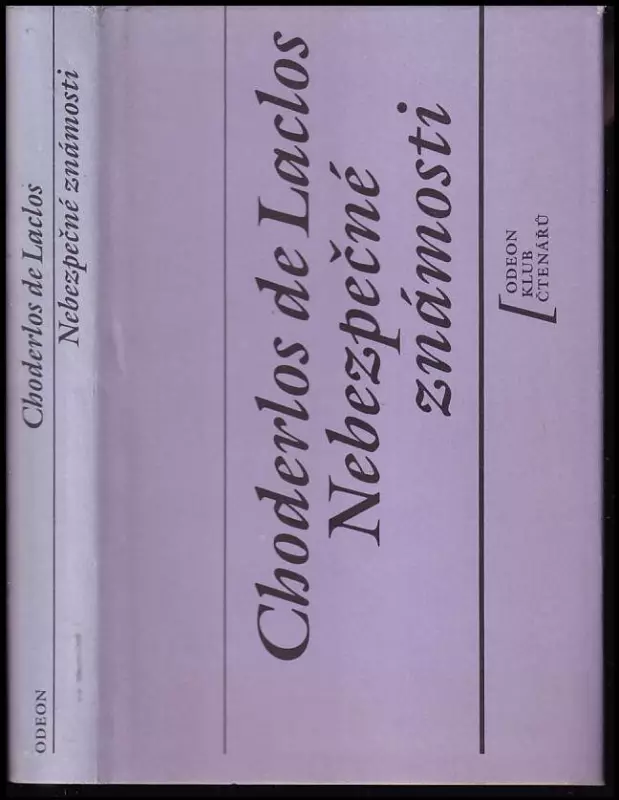 Choderlos de Laclos
Nebezpečné známosti
ODEON
Choderlos de Laclos
Nebezpečné
známosti
ODEON
KLUB
ČTENÁŘŮ